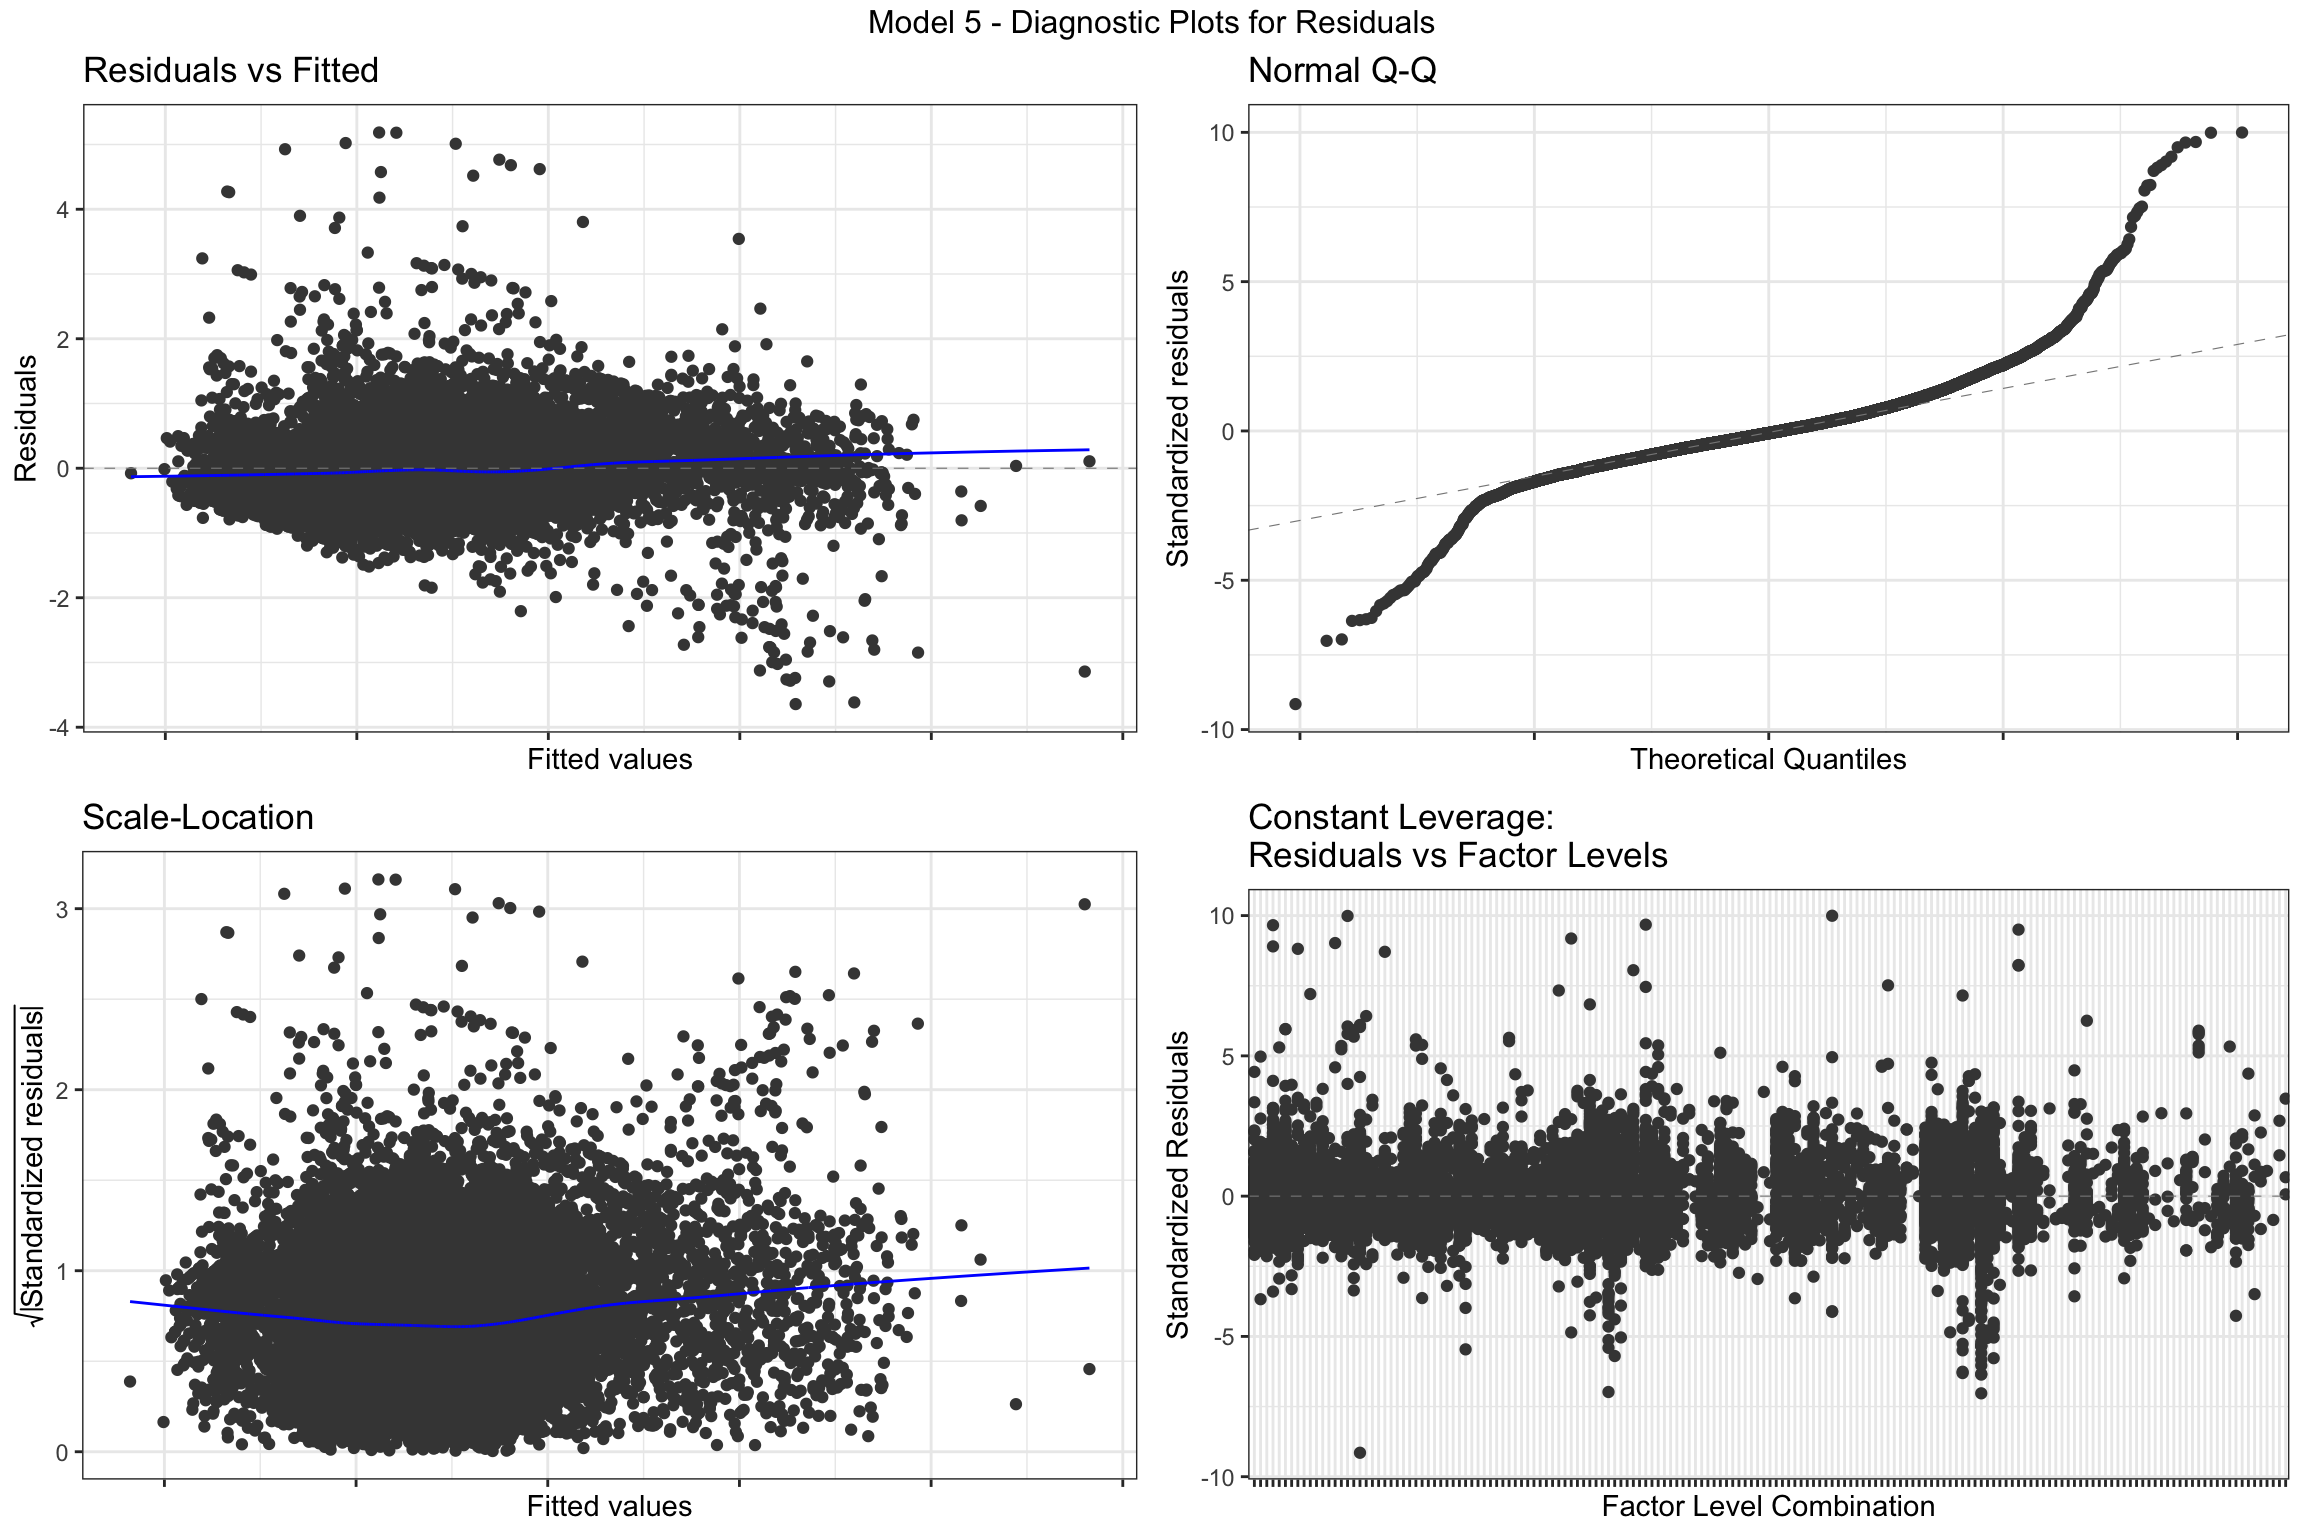 Model 5 - Diagnostic Plots for Residuals
Residuals vs Fitted
Residuals
4
2
0
-2
-4
Fitted values
Normal Q-Q
Standardized residuals
10
5
0
-5
-10
Theoretical Quantiles
Scale-Location
√|Standardized residuals|
3
2
1
0
Fitted values
Constant Leverage:
Residuals vs Factor Levels
Standardized Residuals
10
5
0
-5
-10
Factor Level Combination